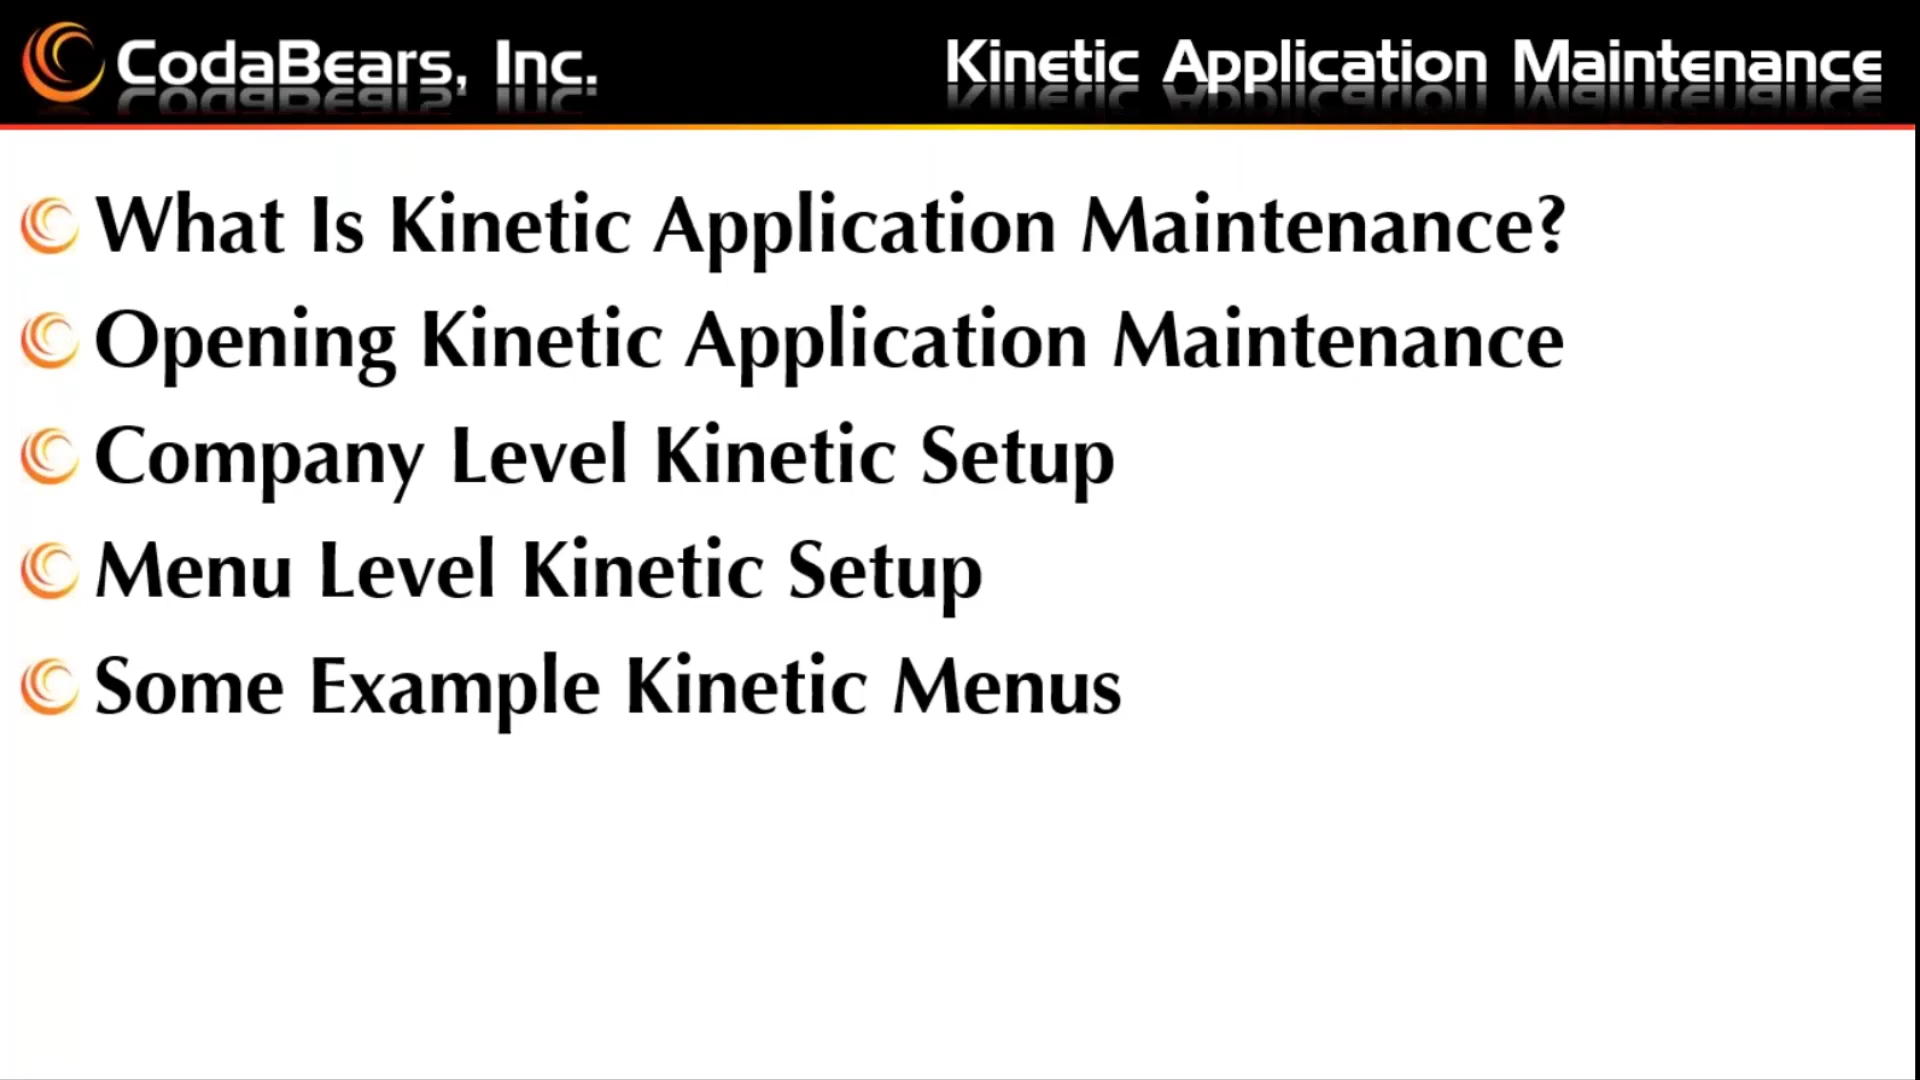 CodaBears, Inc.
Kinetic Application Maintenance
What Is Kinetic Application Maintenance?
Opening Kinetic Application Maintenance
Company Level Kinetic Setup
Menu Level Kinetic Setup
Some Example Kinetic Menus